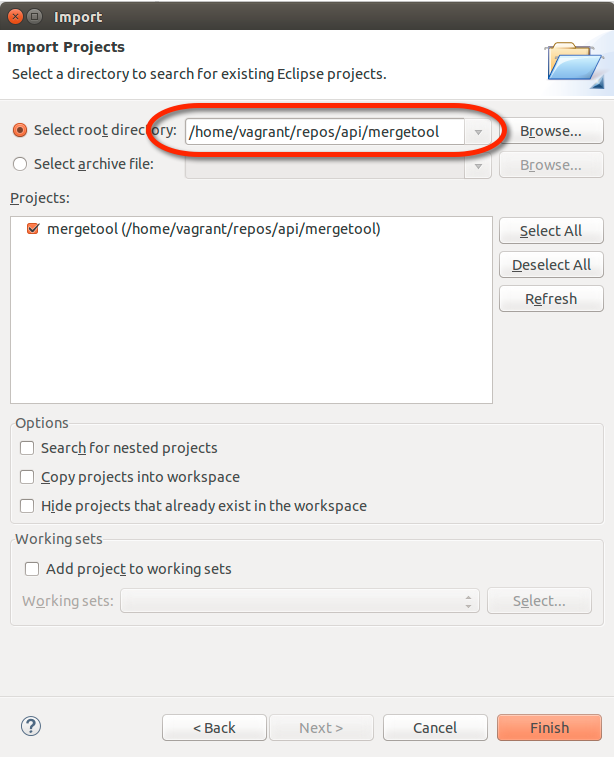 Import
Import Projects
Select a directory to search for existing Eclipse projects.
Select root directory: /home/vagrant/repos/api/mergetool Browse...
Select archive file: Browse...
Projects:
mergetool (/home/vagrant/repos/api/mergetool)
Select All
Deselect All
Refresh
Options
Search for nested projects
Copy projects into workspace
Hide projects that already exist in the workspace
Working sets
Add project to working sets
Working sets: Select...
? < Back Next > Cancel Finish